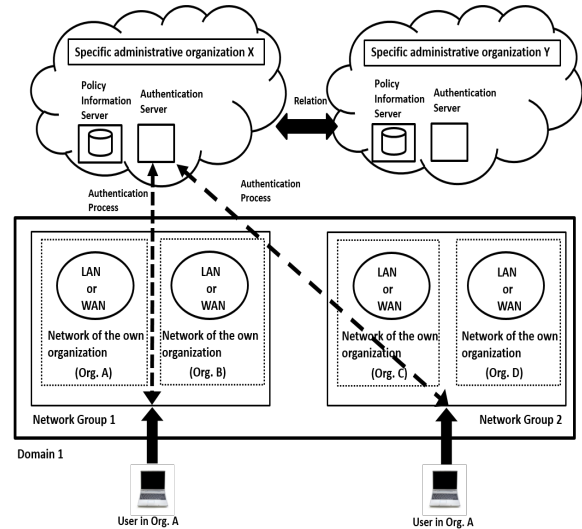 Specific administrative organization X
Policy
Information
Server
Authentication
Server
Specific administrative organization Y
Policy
Information
Server
Authentication
Server
Relation
Authentication
Process
Authentication
Process
LAN
or
WAN
Network of the own
organization
(Org. A)
LAN
or
WAN
Network of the own
organization
(Org. B)
Network Group 1
LAN
or
WAN
Network of the own
organization
(Org. C)
LAN
or
WAN
Network of the own
organization
(Org. D)
Network Group 2
Domain 1
User in Org. A
User in Org. A